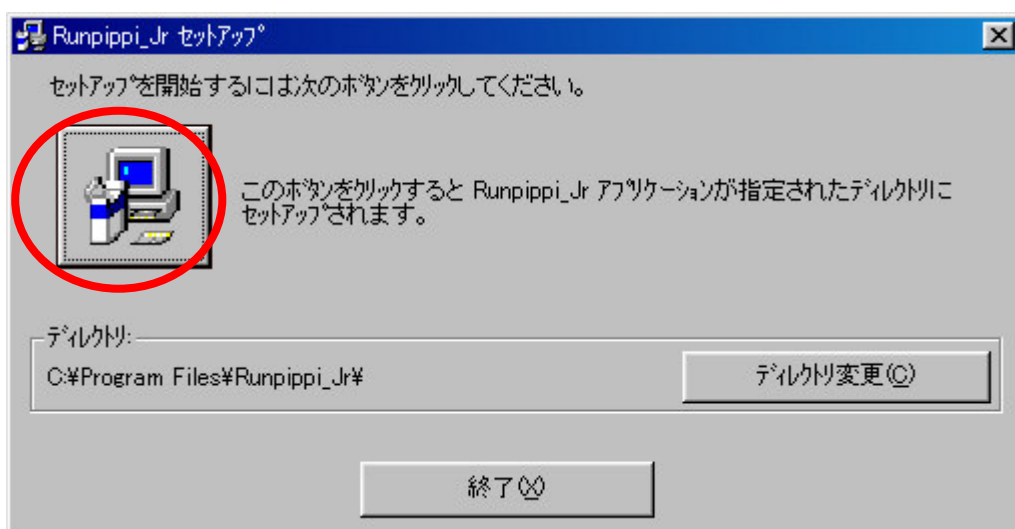 Runpippi_Jr ｾｯﾄｱｯﾌﾟ
ｾｯﾄｱｯﾌﾟを開始するには次のﾎﾞﾀﾝをｸﾘｯｸしてください。
このﾎﾞﾀﾝをｸﾘｯｸすると Runpippi_Jr ｱﾌﾟﾘｹｰｼｮﾝが指定されたﾃﾞｨﾚｸﾄﾘに
ｾｯﾄｱｯﾌﾟされます。
ﾃﾞｨﾚｸﾄﾘ:
C:¥Program Files¥Runpippi_Jr¥
ﾃﾞｨﾚｸﾄﾘ変更(C)
終了(X)